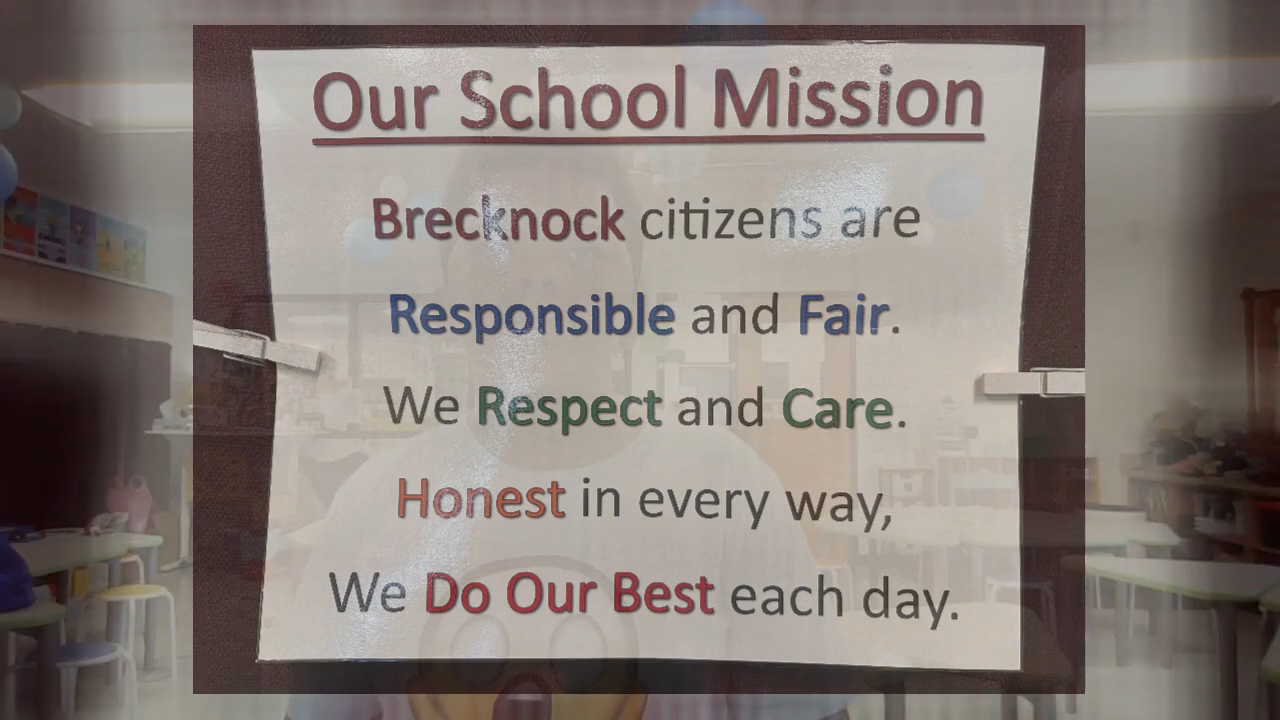 Our School Mission
Brecknock citizens are
Responsible and Fair.
We Respect and Care.
Honest in every way,
We Do Our Best each day.